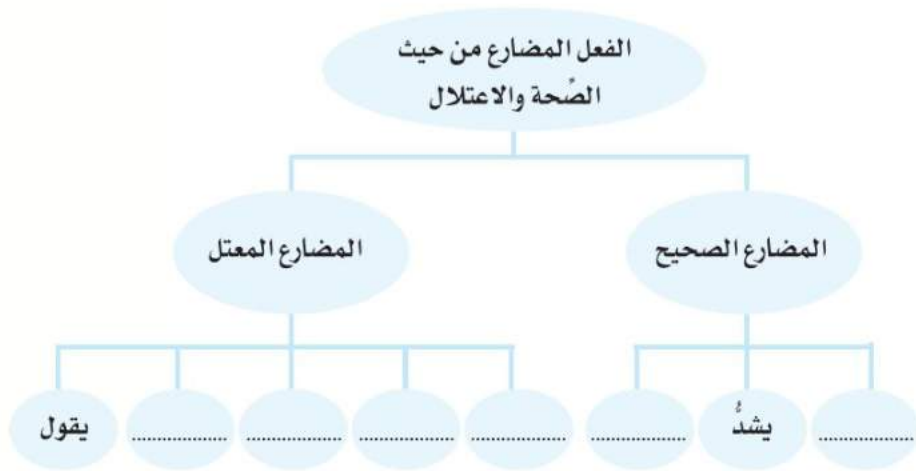 الفعل المضارع من حيث
الصِّحة والاعتلال
المضارع الصحيح
المضارع المعتل
.................. يشدُّ .................. .................. .................. .................. .................. يقول